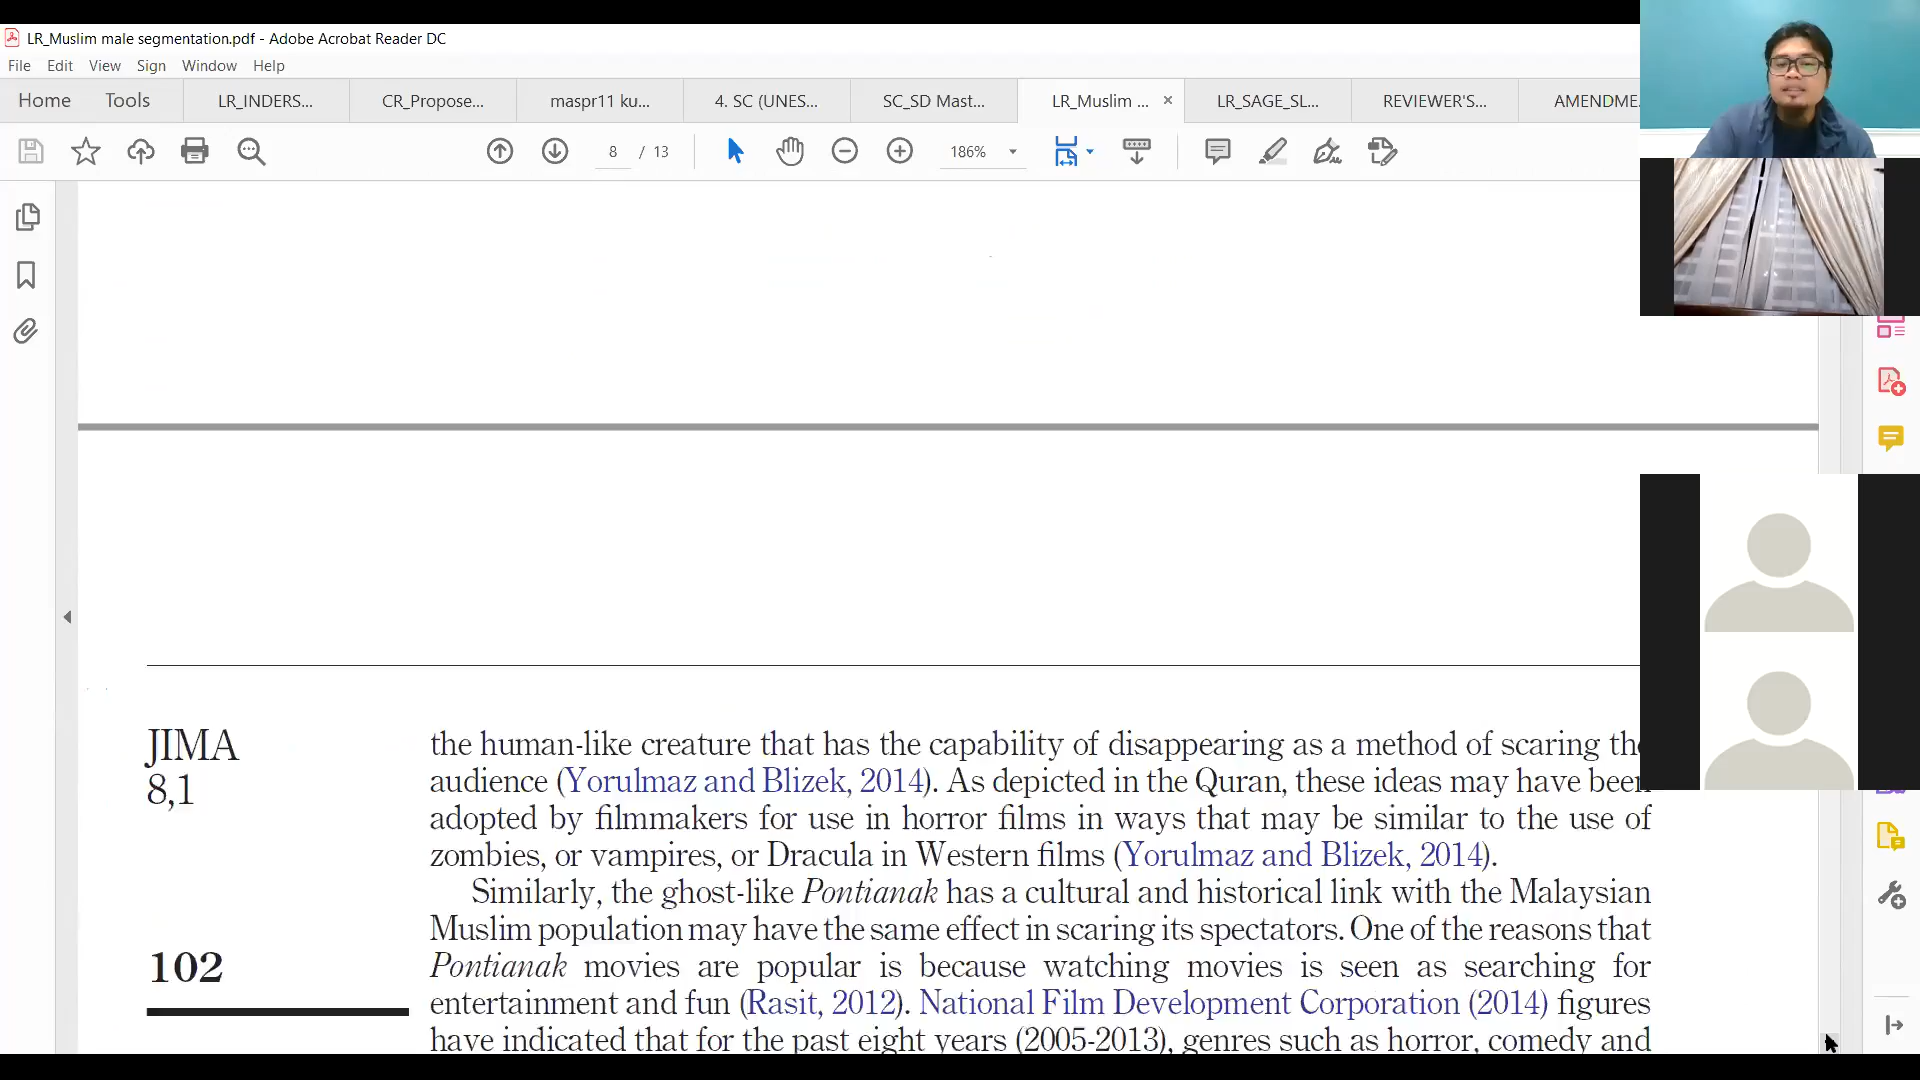 LR_Muslim male segmentation.pdf - Adobe Acrobat Reader DC
File Edit View Sign Window Help
Home Tools LR_INDERS... CR_Propose... maspr11 ku... 4. SC (UNES... SC_SD Mast... LR_Muslim ... × LR_SAGE_SL... REVIEWER'S... AMENDME.
8 / 13 186%
JIMA
8,1
102
the human-like creature that has the capability of disappearing as a method of scaring the
audience (Yorulmaz and Blizek, 2014). As depicted in the Quran, these ideas may have been
adopted by filmmakers for use in horror films in ways that may be similar to the use of
zombies, or vampires, or Dracula in Western films (Yorulmaz and Blizek, 2014).
Similarly, the ghost-like Pontianak has a cultural and historical link with the Malaysian
Muslim population may have the same effect in scaring its spectators. One of the reasons that
Pontianak movies are popular is because watching movies is seen as searching for
entertainment and fun (Rasit, 2012). National Film Development Corporation (2014) figures
have indicated that for the past eight years (2005-2013), genres such as horror, comedy and